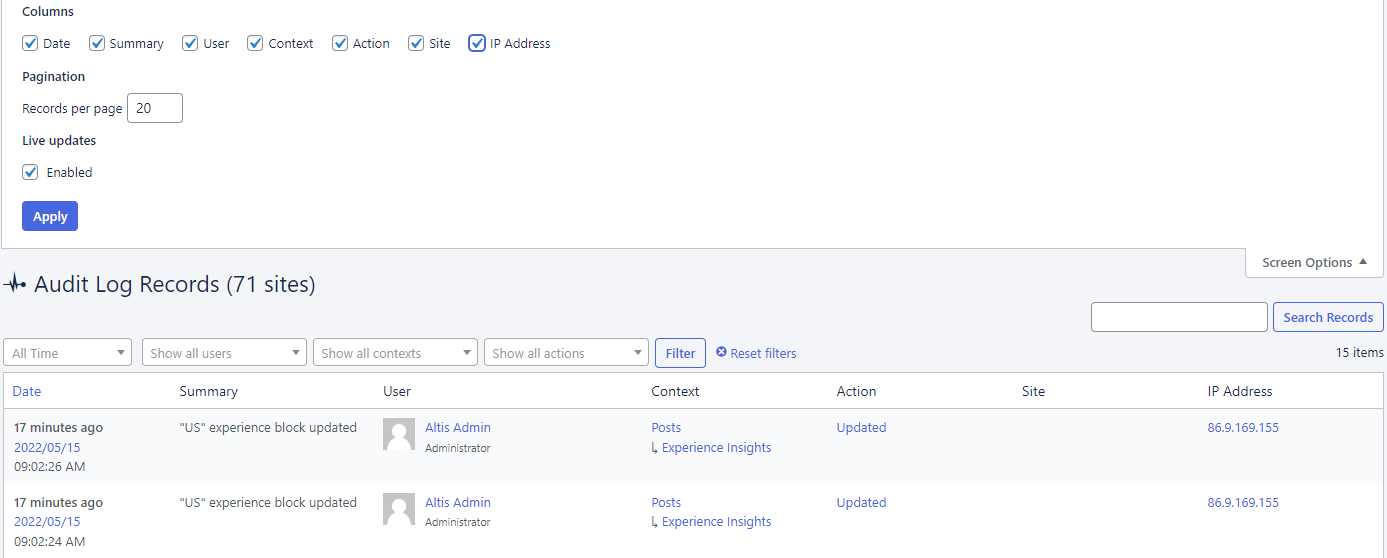 Columns
Date Summary User Context Action Site IP Address
Pagination
Records per page 20
Live updates
Enabled
Apply
Screen Options
Audit Log Records (71 sites)
Search Records
All Time Show all users Show all contexts Show all actions Filter Reset filters 15 items
Date Summary User Context Action Site IP Address
17 minutes ago "US" experience block updated Altis Admin Posts Updated 86.9.169.155
2022/05/15 Administrator ↳ Experience Insights
09:02:26 AM
17 minutes ago "US" experience block updated Altis Admin Posts Updated 86.9.169.155
2022/05/15 Administrator ↳ Experience Insights
09:02:24 AM